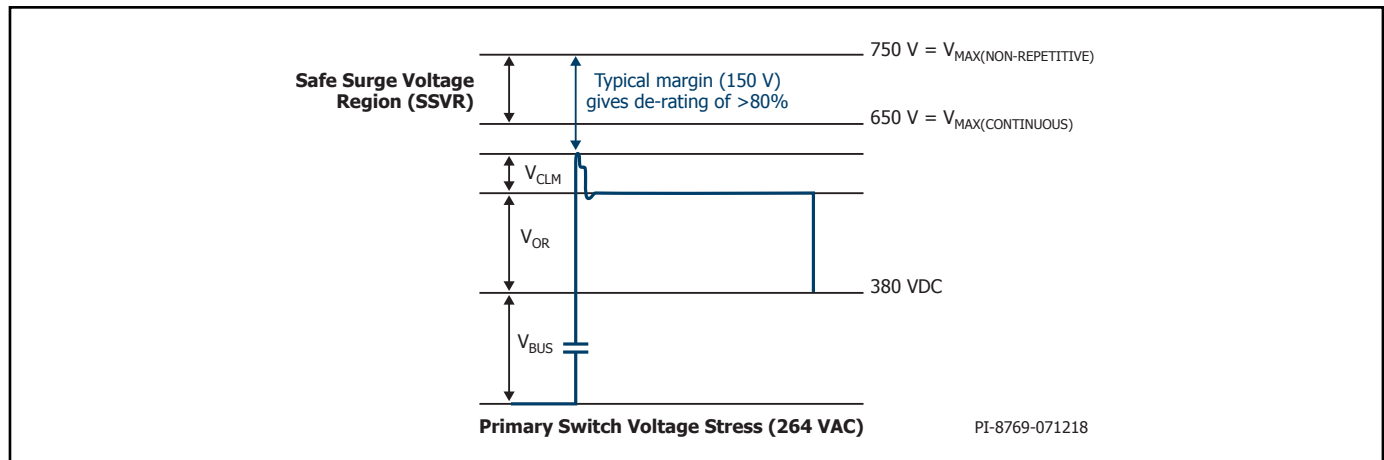 750 V = VMAX(NON-REPETITIVE)
Safe Surge Voltage
Region (SSVR)
Typical margin (150 V)
gives de-rating of >80%
650 V = VMAX(CONTINUOUS)
VCLM
VOR
380 VDC
VBUS
Primary Switch Voltage Stress (264 VAC)
PI-8769-071218